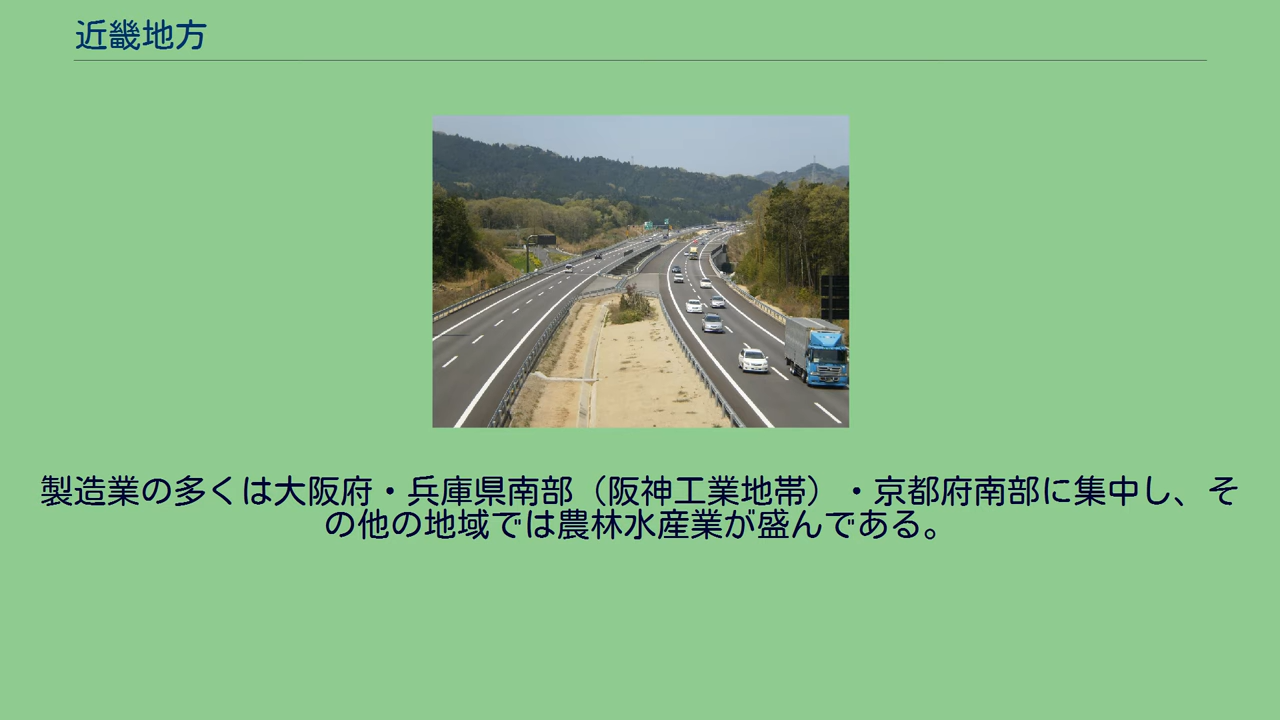 近畿地方
製造業の多くは大阪府・兵庫県南部（阪神工業地帯）・京都府南部に集中し、そ
の他の地域では農林水産業が盛んである。